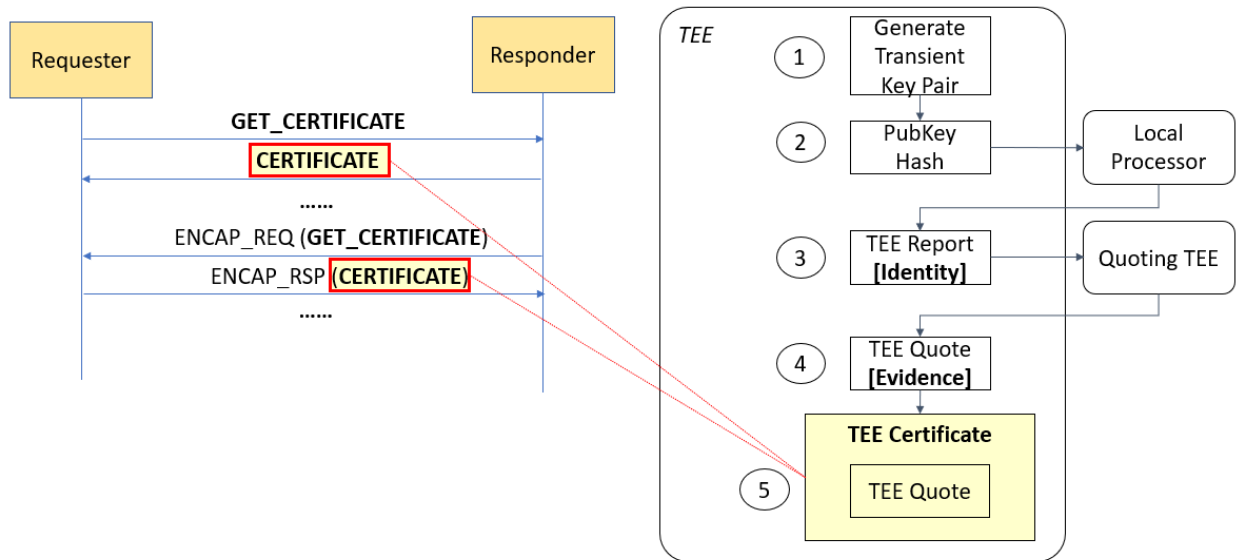 Requester
Responder
GET_CERTIFICATE
CERTIFICATE
......
ENCAP_REQ (GET_CERTIFICATE)
ENCAP_RSP (CERTIFICATE)
......
TEE
1
Generate
Transient
Key Pair
2
PubKey
Hash
Local
Processor
3
TEE Report
[Identity]
Quoting TEE
4
TEE Quote
[Evidence]
TEE Certificate
5
TEE Quote